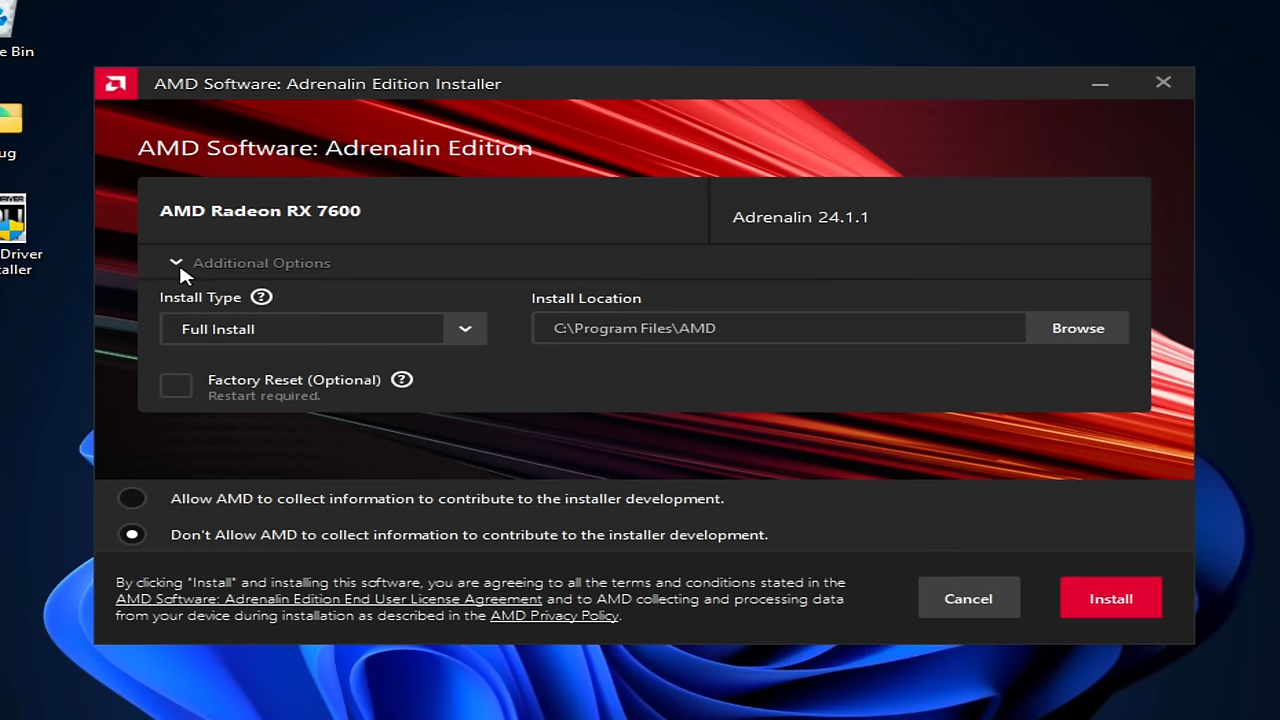 e Bin
AMD Software: Adrenalin Edition Installer
ug
AMD Software: Adrenalin Edition
AMD Radeon RX 7600
Adrenalin 24.1.1
Driver
aller
Additional Options
Install Type ?
Install Location
Full Install
C:\Program Files\AMD
Browse
Factory Reset (Optional) ?
Restart required.
Allow AMD to collect information to contribute to the installer development.
Don't Allow AMD to collect information to contribute to the installer development.
By clicking "Install" and installing this software, you are agreeing to all the terms and conditions stated in the
AMD Software: Adrenalin Edition End User License Agreement and to AMD collecting and processing data
from your device during installation as described in the AMD Privacy Policy.
Cancel
Install